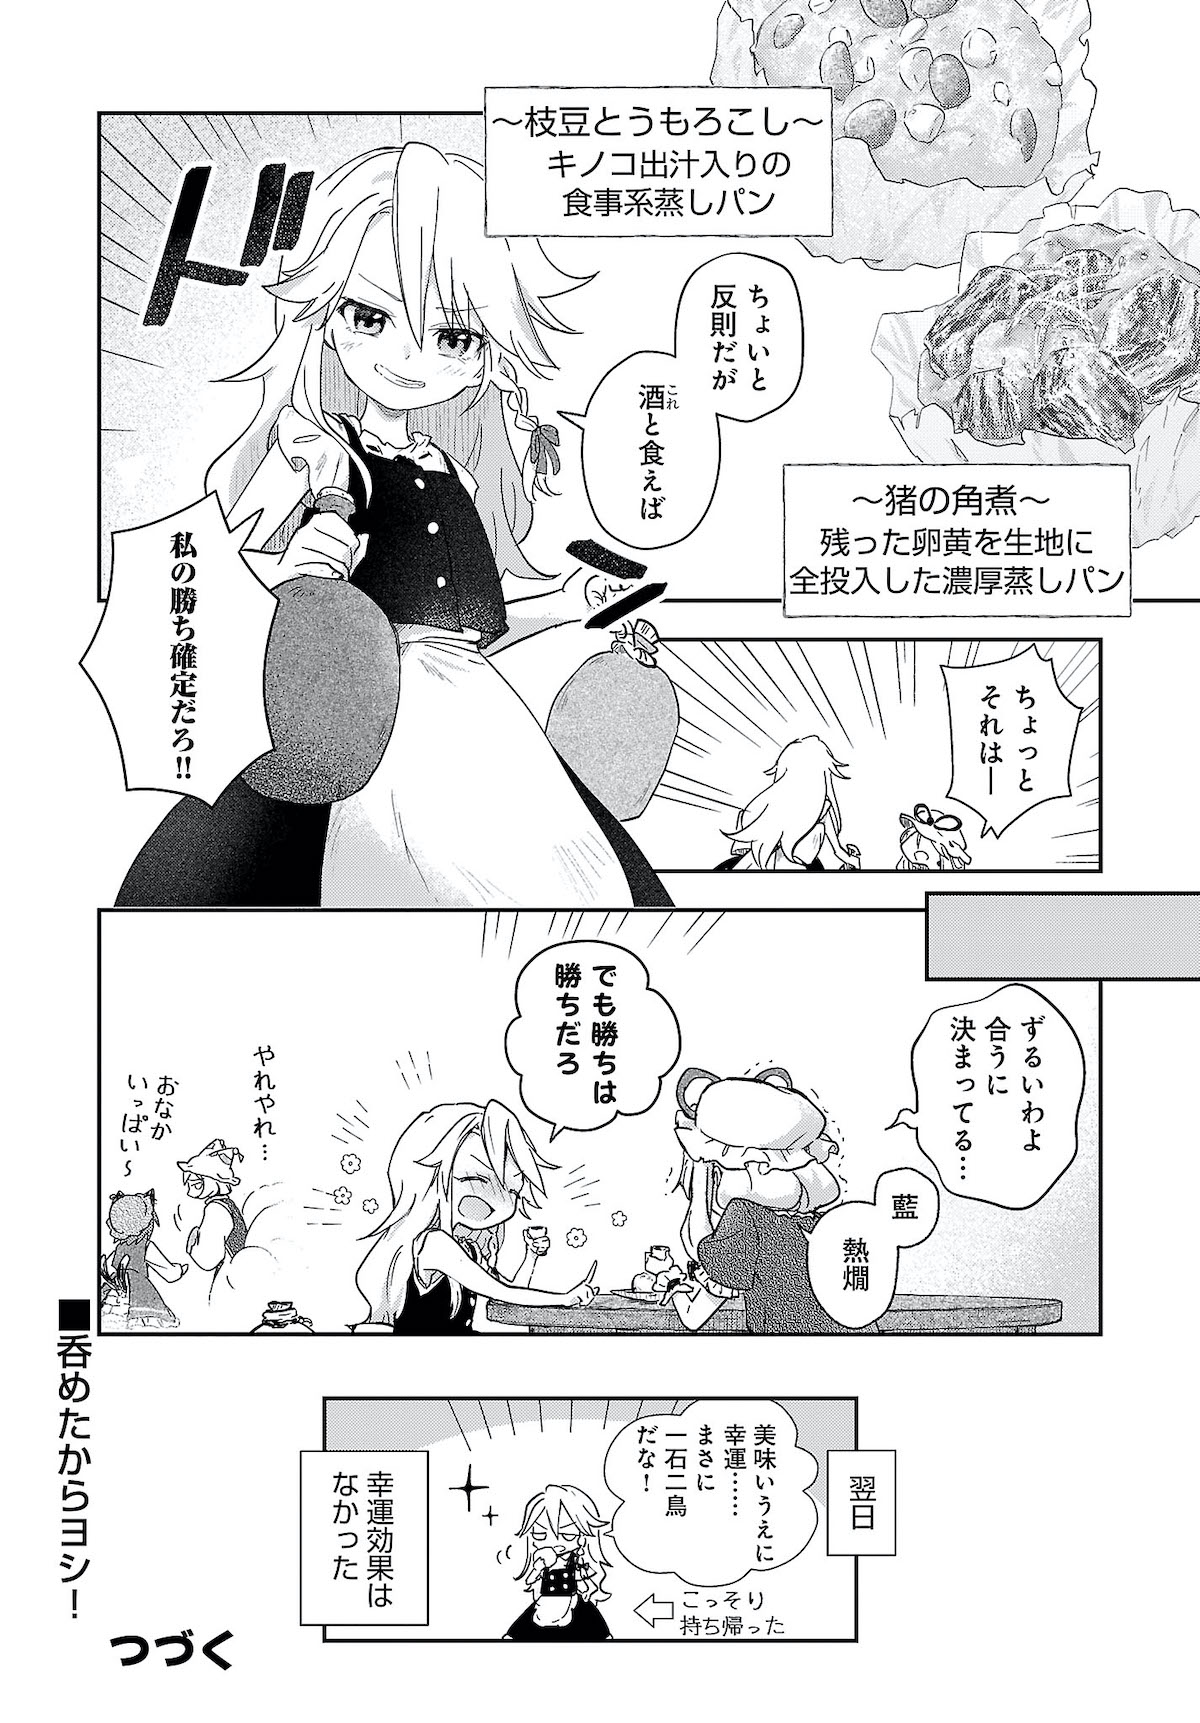 ~枝豆とうもろこし~
キノコ出汁入りの
食事系蒸しパン
~猪の角煮~
残った卵黄を生地に
全投入した濃厚蒸しパン
ちょいと
反則だが
酒と食えば
これ
ド
ーン
私の勝ち確定だろ!!
ちょっと
それは―
ずるいわよ
合うに
決まってる…
藍
熱燗
でも勝ちは
勝ちだろ
やれやれ…
おなか
いっぱい~
翌日
美味いうえに
幸運……
まさに
一石二鳥
だな!
こっそり
持ち帰った
幸運効果は
なかった
■呑めたからヨシ!
つづく